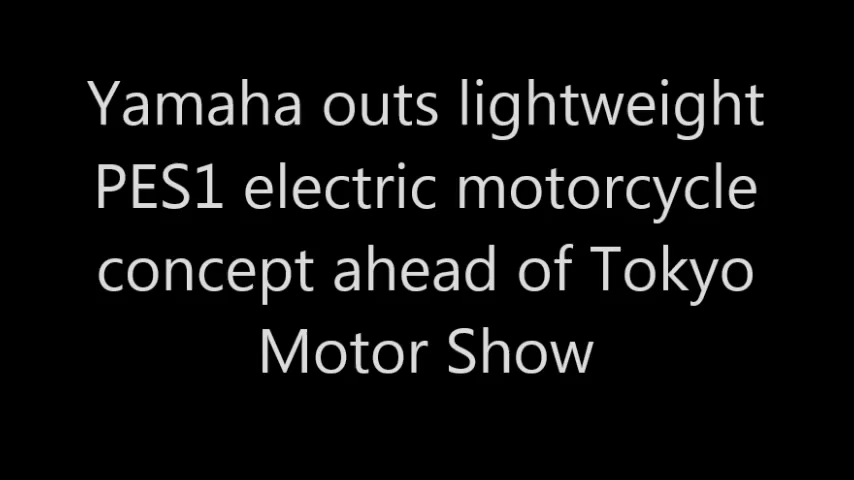 Yamaha outs lightweight
PES1 electric motorcycle
concept ahead of Tokyo
Motor Show